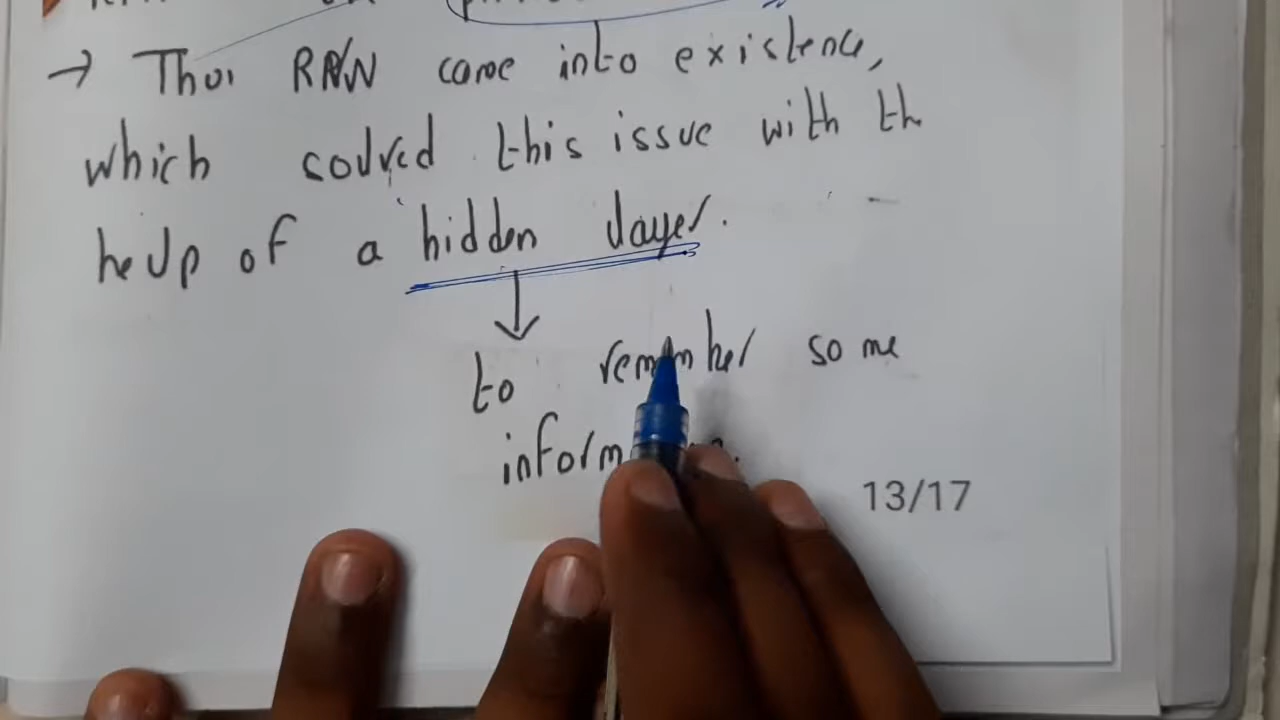 → Thus RNN came into existence,
which solved this issue with the
help of a hidden layer.
to remember some
inform
13/17